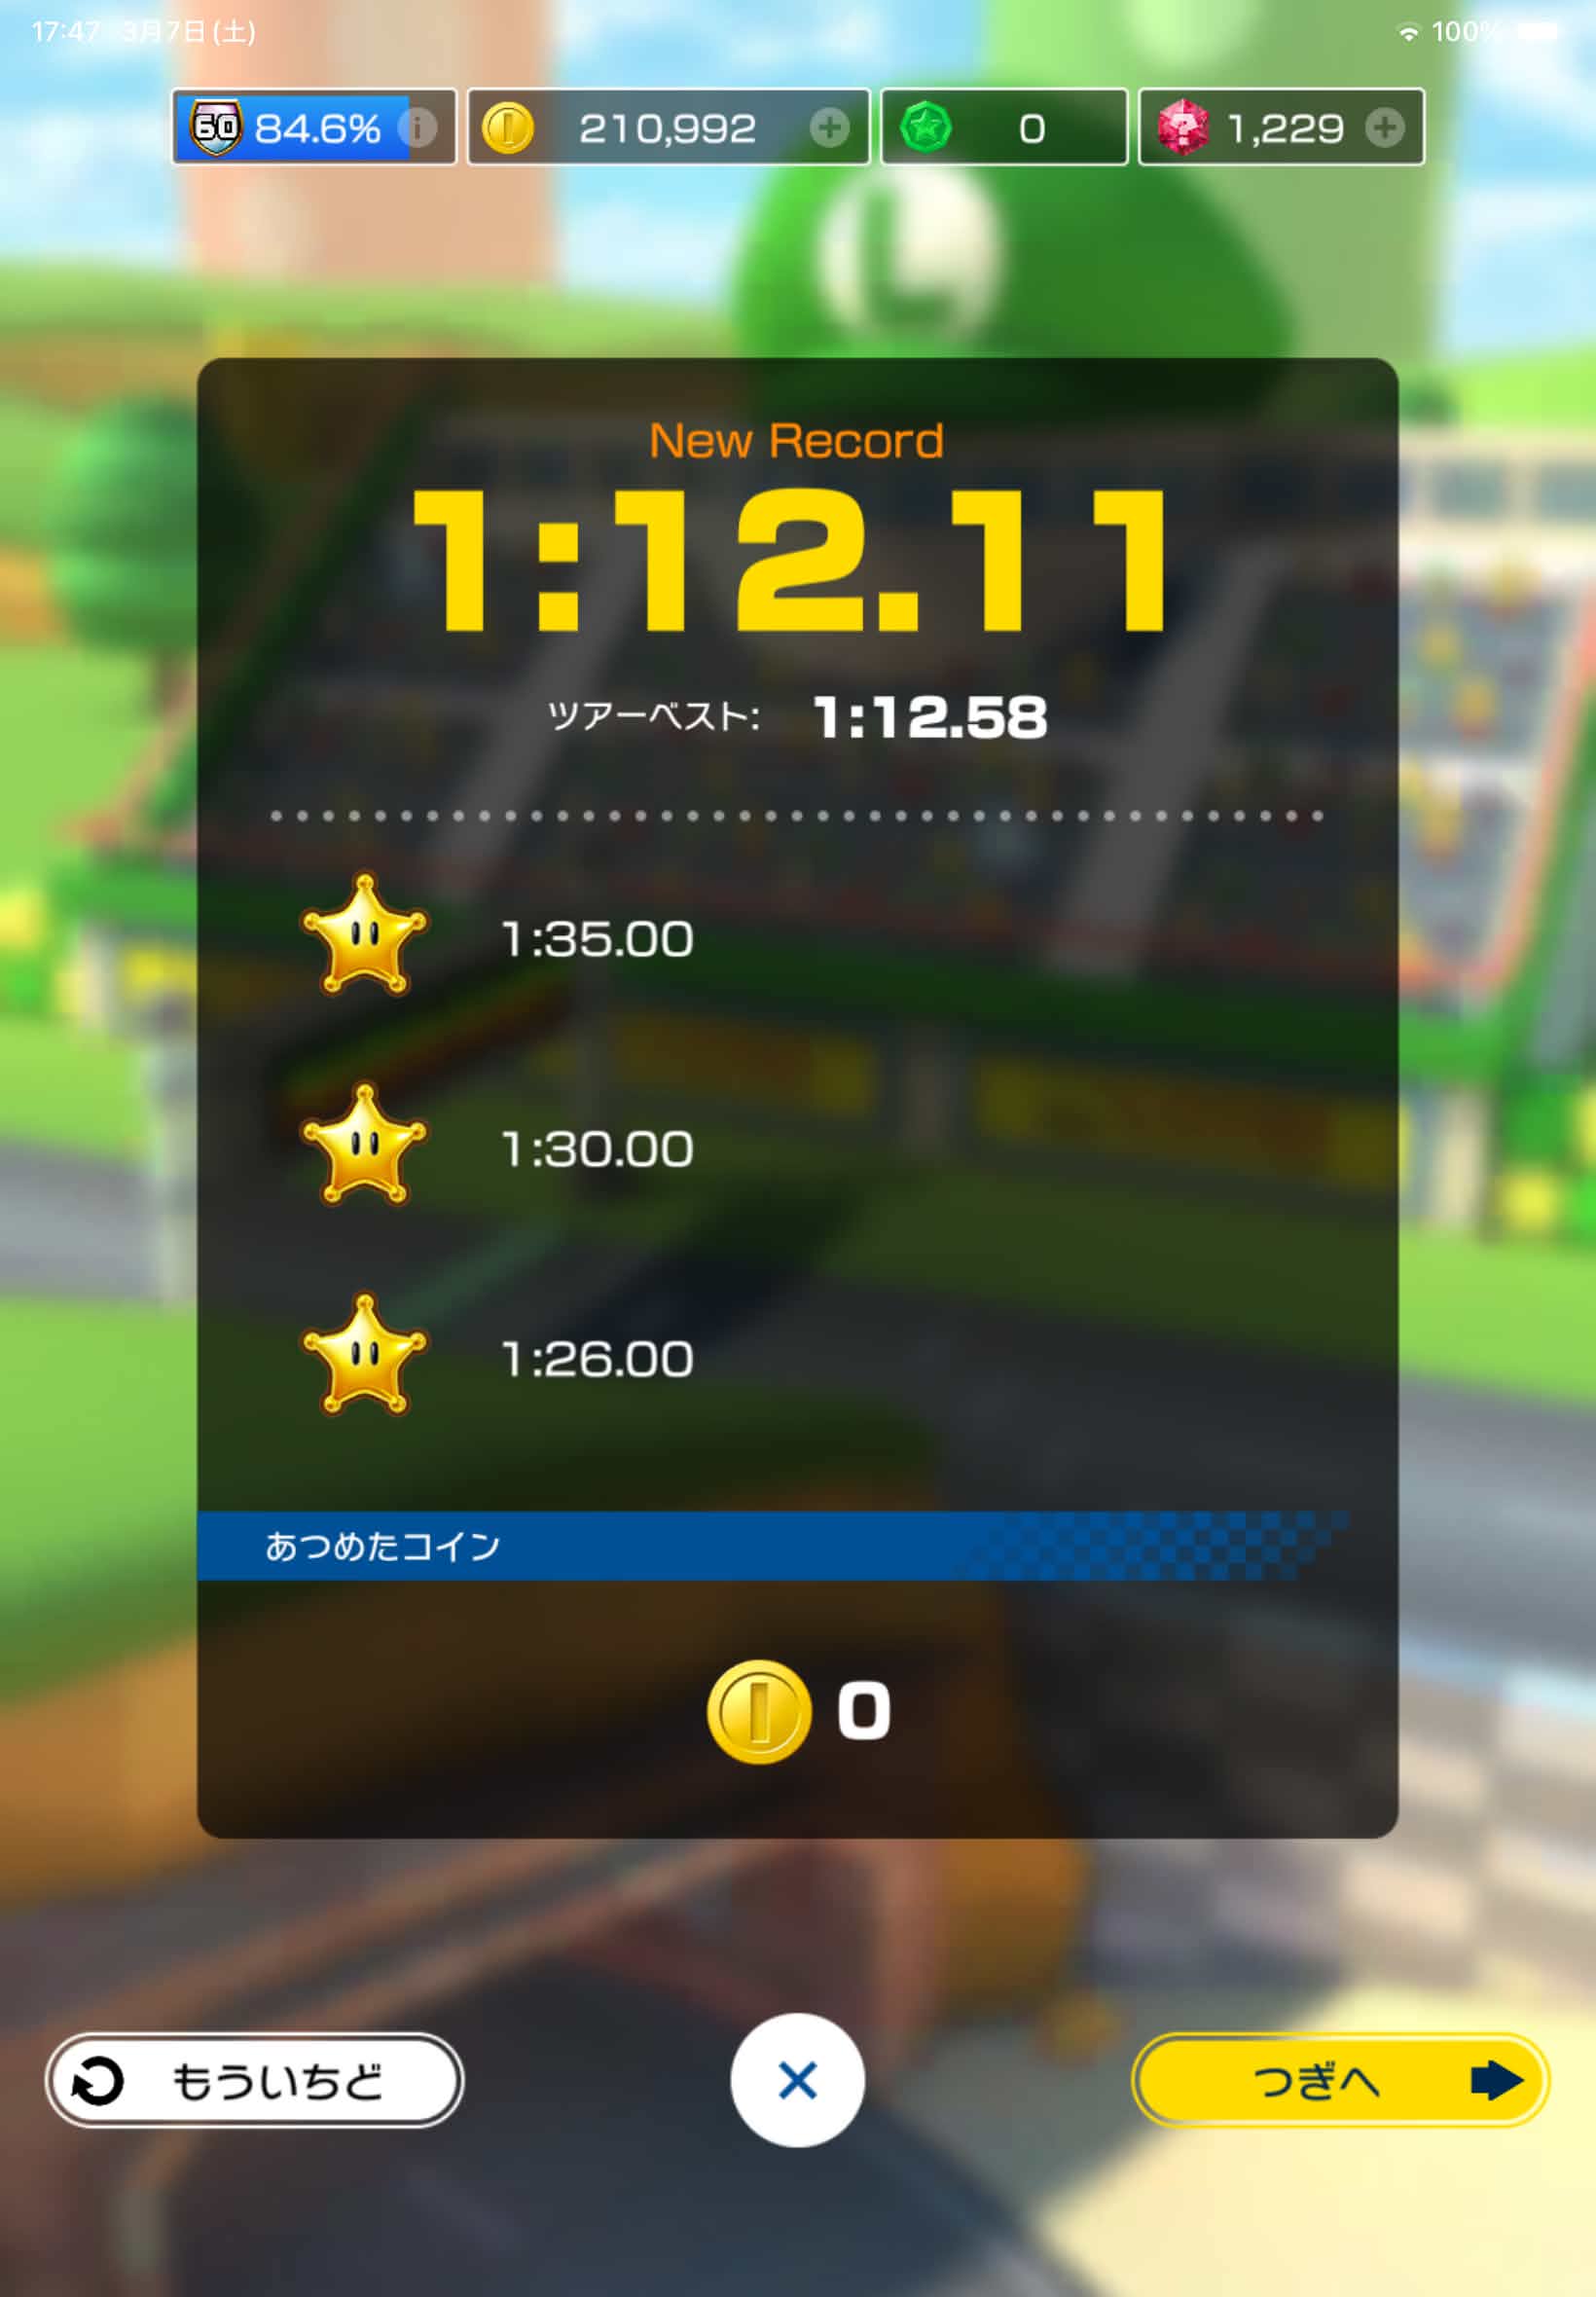 17:47 3月7日(土) 100%
60 84.6% i 210,992 + 0 ? 1,229 +
L
New Record
1:12.11
ツアーベスト: 1:12.58
1:35.00
1:30.00
1:26.00
あつめたコイン
0
もういちど × つぎへ